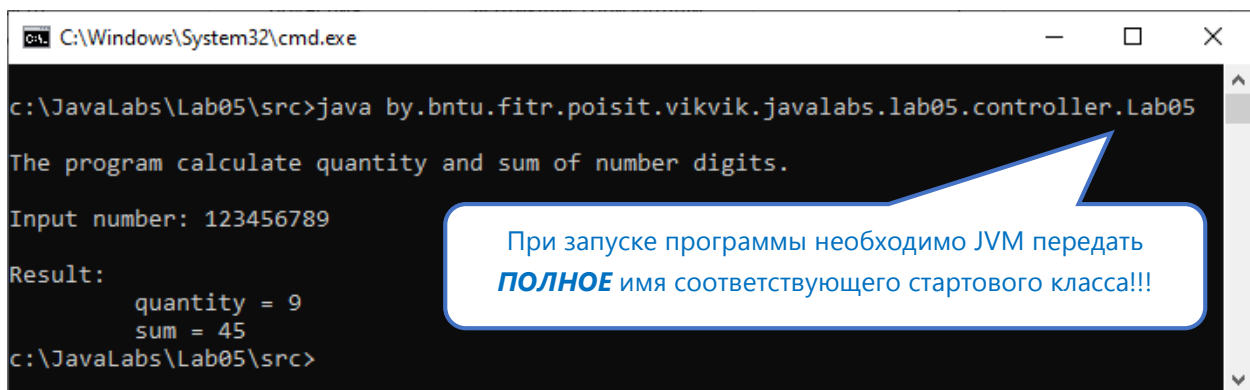 C:\Windows\System32\cmd.exe
c:\JavaLabs\Lab05\src>java by.bntu.fitr.poisit.vikvik.javalabs.lab05.controller.Lab05
The program calculate quantity and sum of number digits.
Input number: 123456789
При запуске программы необходимо JVM передать
ПОЛНОЕ имя соответствующего стартового класса!!!
Result:
quantity = 9
sum = 45
c:\JavaLabs\Lab05\src>